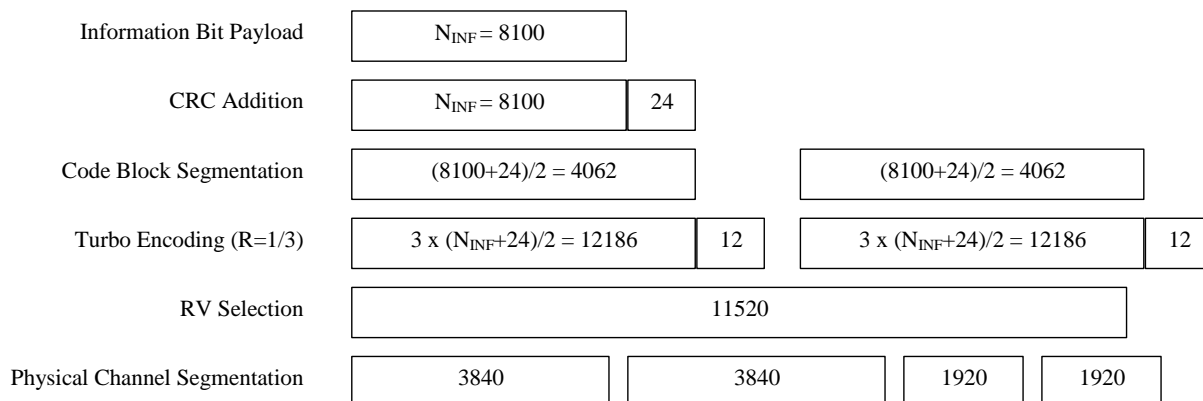 Information Bit Payload N_INF = 8100
CRC Addition N_INF = 8100 24
Code Block Segmentation (8100+24)/2 = 4062 (8100+24)/2 = 4062
Turbo Encoding (R=1/3) 3 x (N_INF+24)/2 = 12186 12 3 x (N_INF+24)/2 = 12186 12
RV Selection 11520
Physical Channel Segmentation 3840 3840 1920 1920